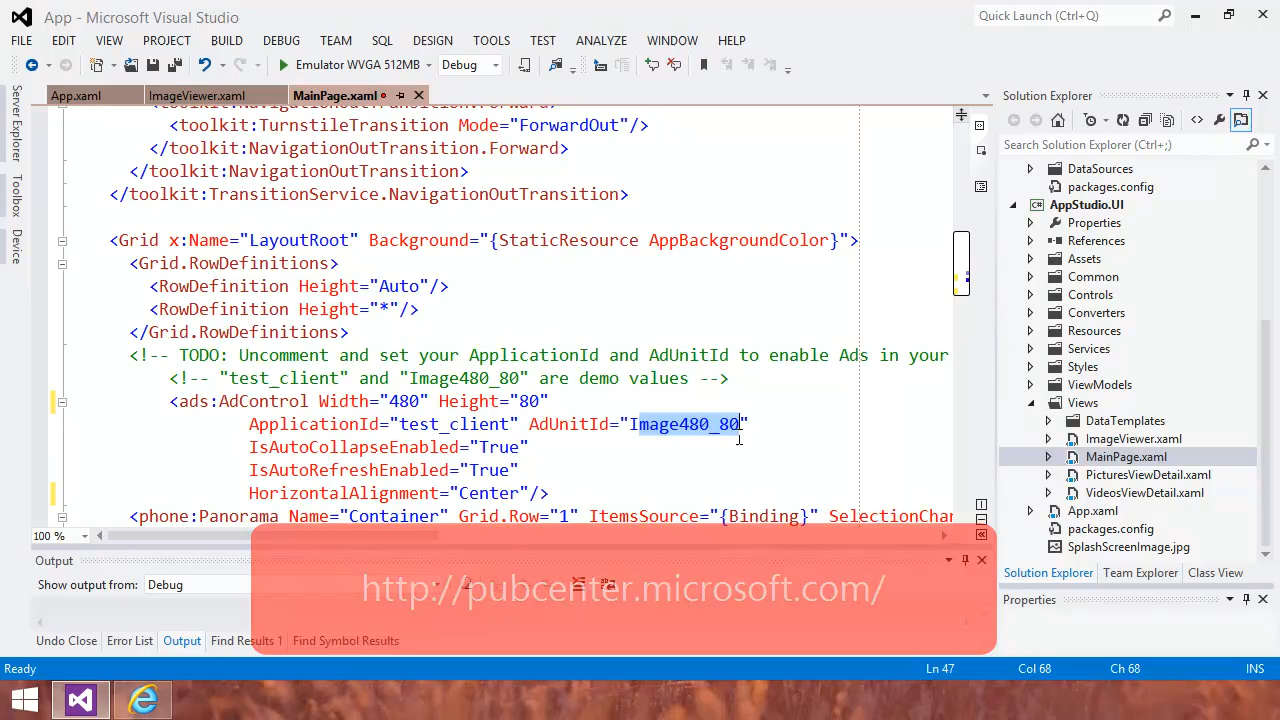 App - Microsoft Visual Studio
Quick Launch (Ctrl+Q)
FILE EDIT VIEW PROJECT BUILD DEBUG TEAM SQL DESIGN TOOLS TEST ANALYZE WINDOW HELP
Emulator WVGA 512MB Debug
Server Explorer
Toolbox
Device
App.xaml ImageViewer.xaml MainPage.xaml
<toolkit:TurnstileTransition Mode="ForwardOut"/>
</toolkit:NavigationOutTransition.Forward>
</toolkit:NavigationOutTransition>
</toolkit:TransitionService.NavigationOutTransition>
<Grid x:Name="LayoutRoot" Background="{StaticResource AppBackgroundColor}">
<Grid.RowDefinitions>
<RowDefinition Height="Auto"/>
<RowDefinition Height="*"/>
</Grid.RowDefinitions>
<!-- TODO: Uncomment and set your ApplicationId and AdUnitId to enable Ads in your
<!-- "test_client" and "Image480_80" are demo values -->
<ads:AdControl Width="480" Height="80"
ApplicationId="test_client" AdUnitId="Image480_80"
IsAutoCollapseEnabled="True"
IsAutoRefreshEnabled="True"
HorizontalAlignment="Center"/>
<phone:Panorama Name="Container" Grid.Row="1" ItemsSource="{Binding}" SelectionChan
100 %
Output
Show output from: Debug
http://pubcenter.microsoft.com/
Undo Close Error List Output Find Results 1 Find Symbol Results
Solution Explorer
Search Solution Explorer (Ctrl+;)
DataSources
packages.config
AppStudio.UI
Properties
References
Assets
Common
Controls
Converters
Resources
Services
Styles
ViewModels
Views
DataTemplates
ImageViewer.xaml
MainPage.xaml
PicturesViewDetail.xaml
VideosViewDetail.xaml
App.xaml
packages.config
SplashScreenImage.jpg
Solution Explorer Team Explorer Class View
Properties
Ready Ln 47 Col 68 Ch 68 INS